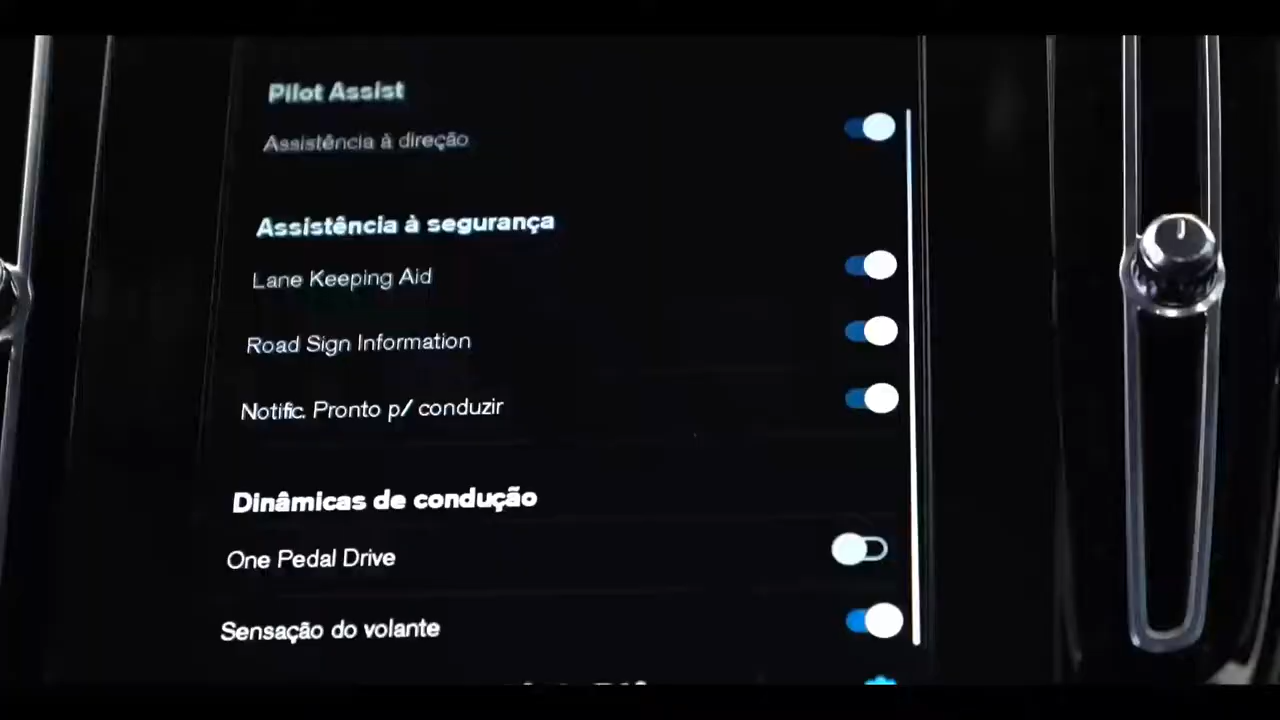 Pilot Assist
Assistência à direção
Assistência à segurança
Lane Keeping Aid
Road Sign Information
Notific. Pronto p/ conduzir
Dinâmicas de condução
One Pedal Drive
Sensação do volante